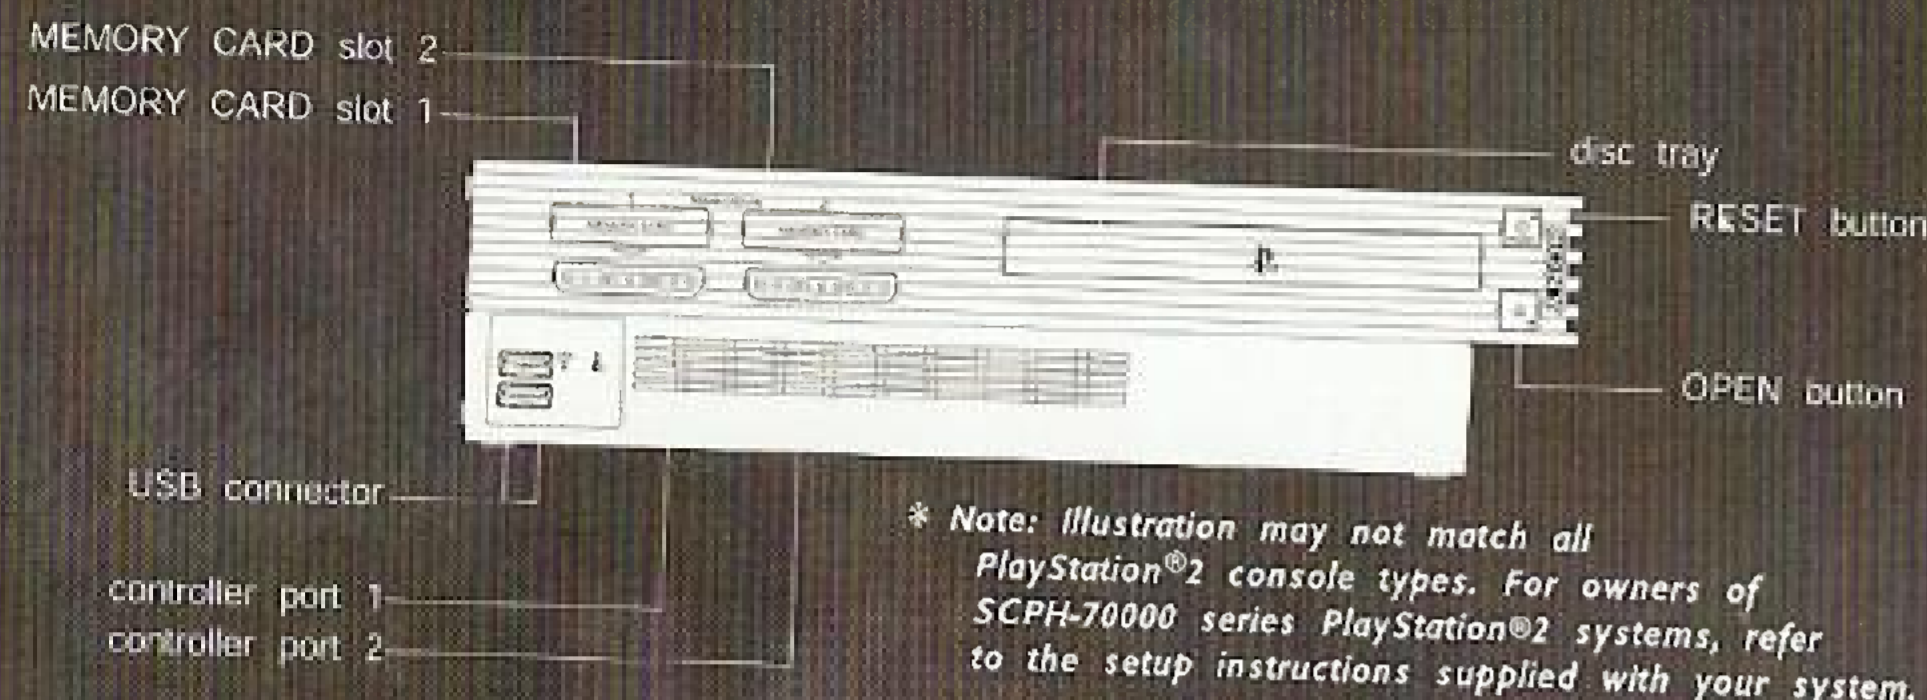 MEMORY CARD slot 2
MEMORY CARD slot 1
disc tray
RESET button
OPEN button
USB connector
controller port 1
controller port 2
* Note: Illustration may not match all
PlayStation®2 console types. For owners of
SCPH-70000 series PlayStation®2 systems, refer
to the setup instructions supplied with your system.